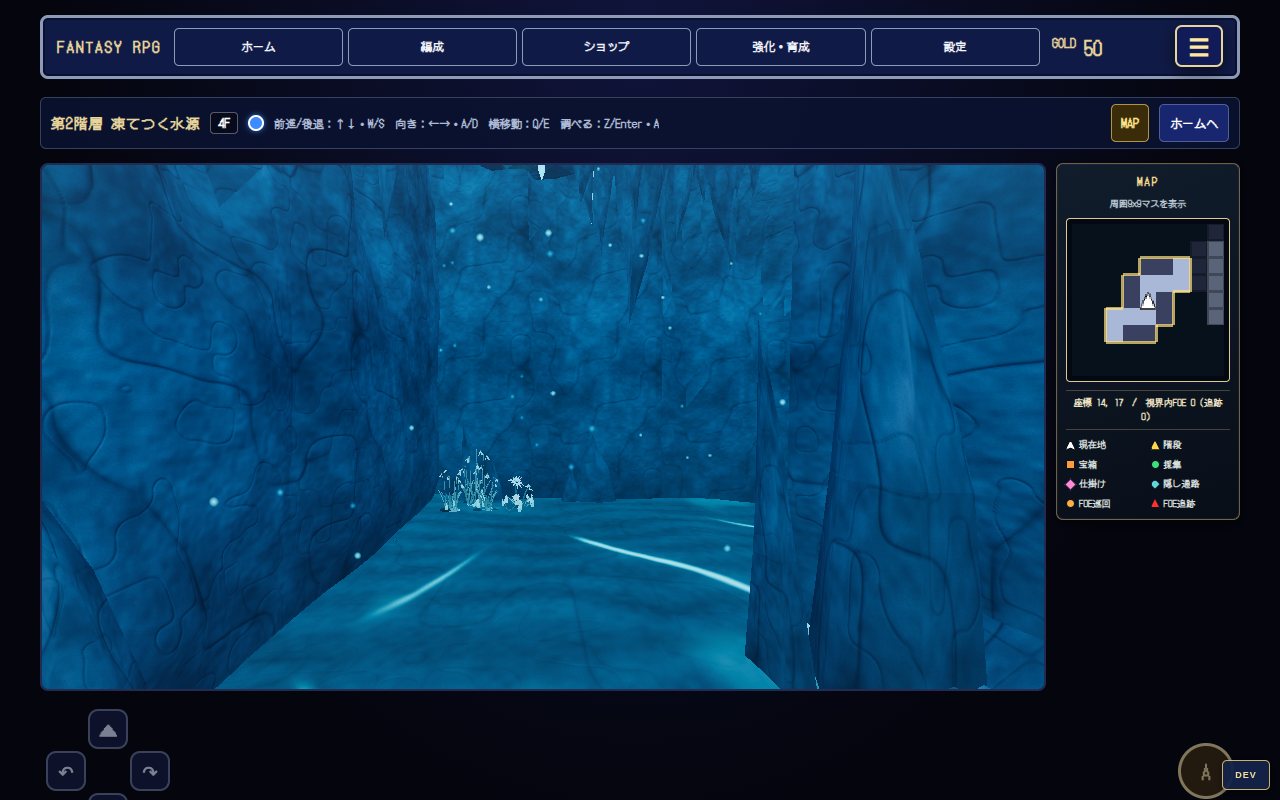 FANTASY RPG
ホーム
編成
ショップ
強化・育成
設定
GOLD 50
第2階層 凍てつく水源
4F
前進/後退：↑↓・W/S 向き：←→・A/D 横移動：Q/E 調べる：Z/Enter・A
MAP
ホームへ
MAP
周囲9x9マスを表示
座標 14, 17 / 視界内FOE 0（追跡
0）
現在地
階段
宝箱
採集
仕掛け
隠し通路
FOE巡回
FOE追跡
A
DEV